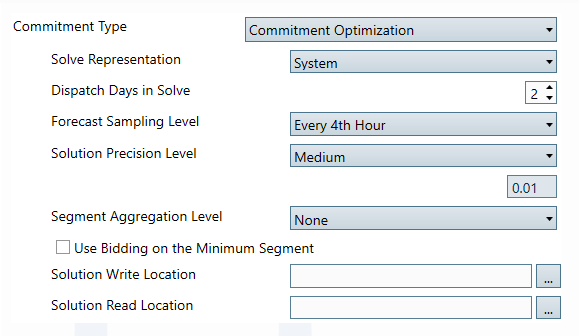 Commitment Type Commitment Optimization
Solve Representation System
Dispatch Days in Solve 2
Forecast Sampling Level Every 4th Hour
Solution Precision Level Medium
0.01
Segment Aggregation Level None
Use Bidding on the Minimum Segment
Solution Write Location ...
Solution Read Location ...